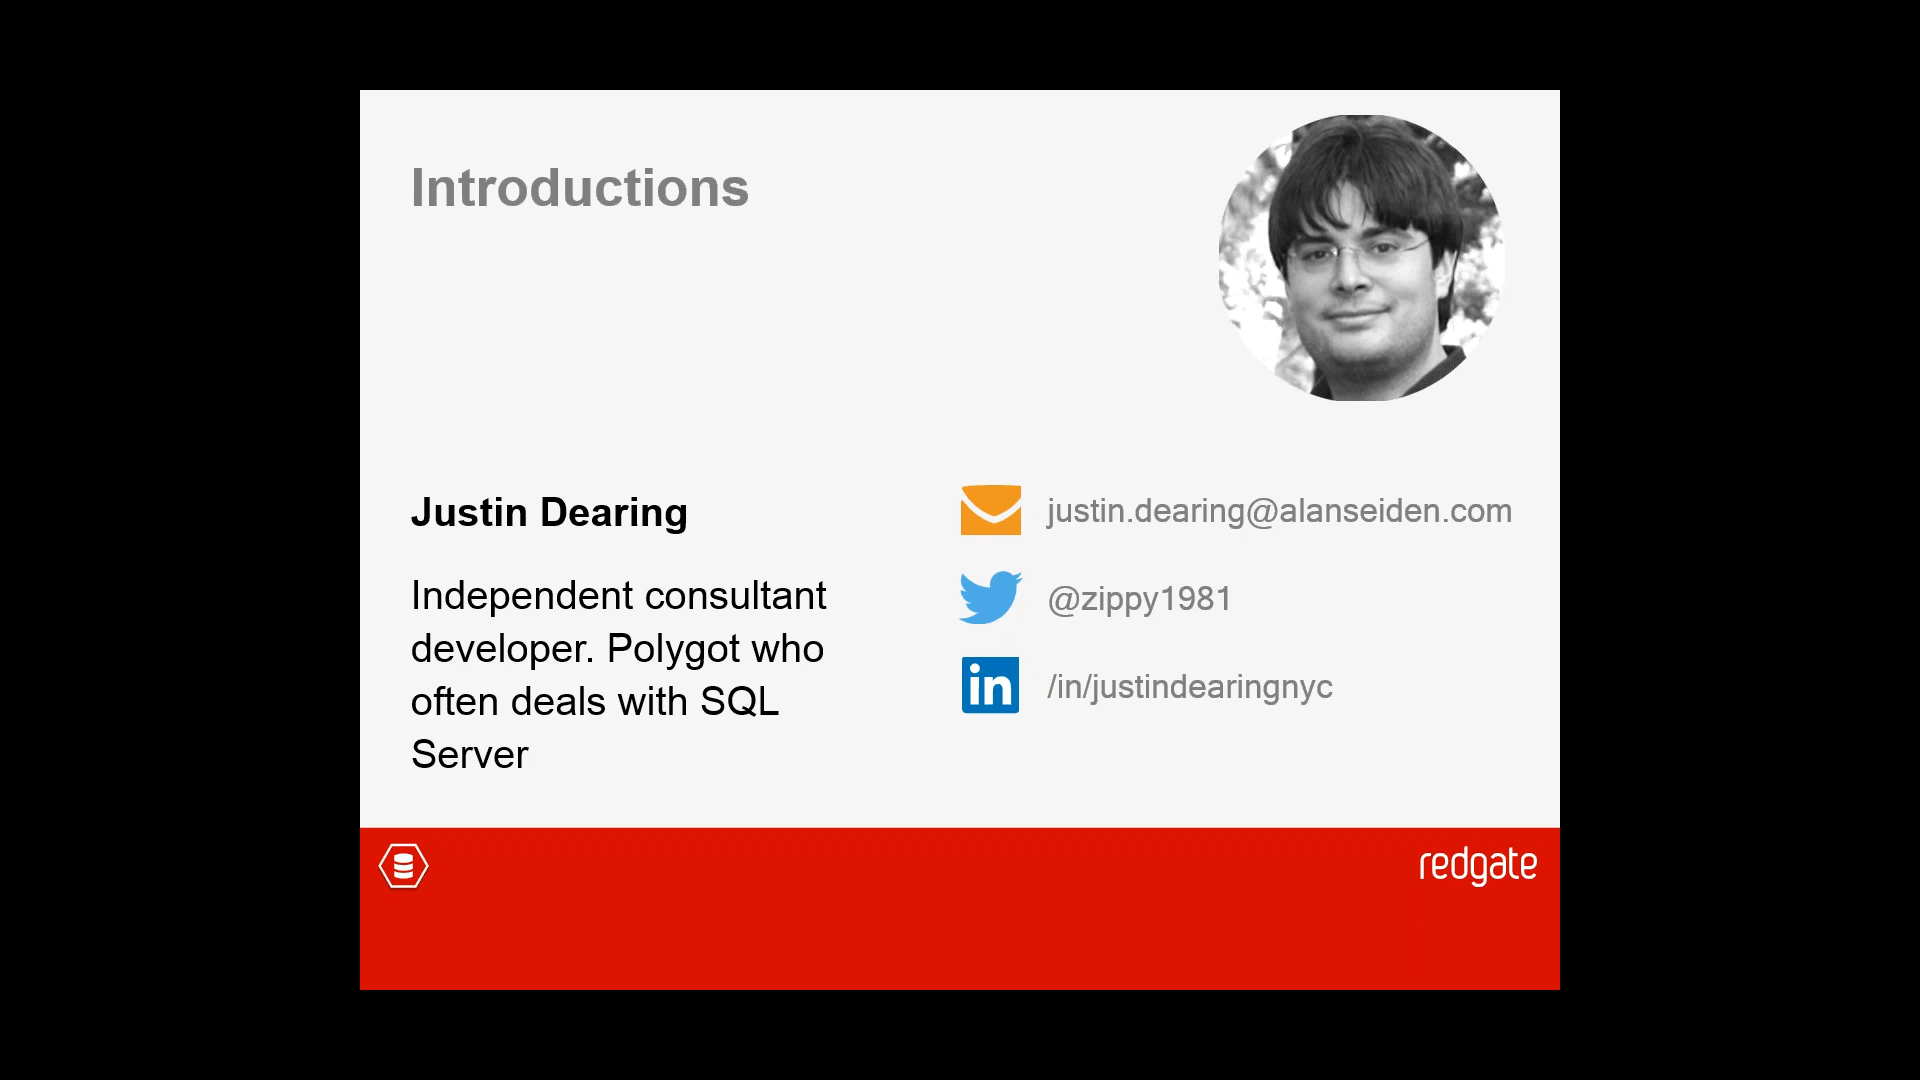 Introductions
Justin Dearing
Independent consultant
developer. Polygot who
often deals with SQL
Server
justin.dearing@alanseiden.com
@zippy1981
in
/in/justindearingnyc
redgate